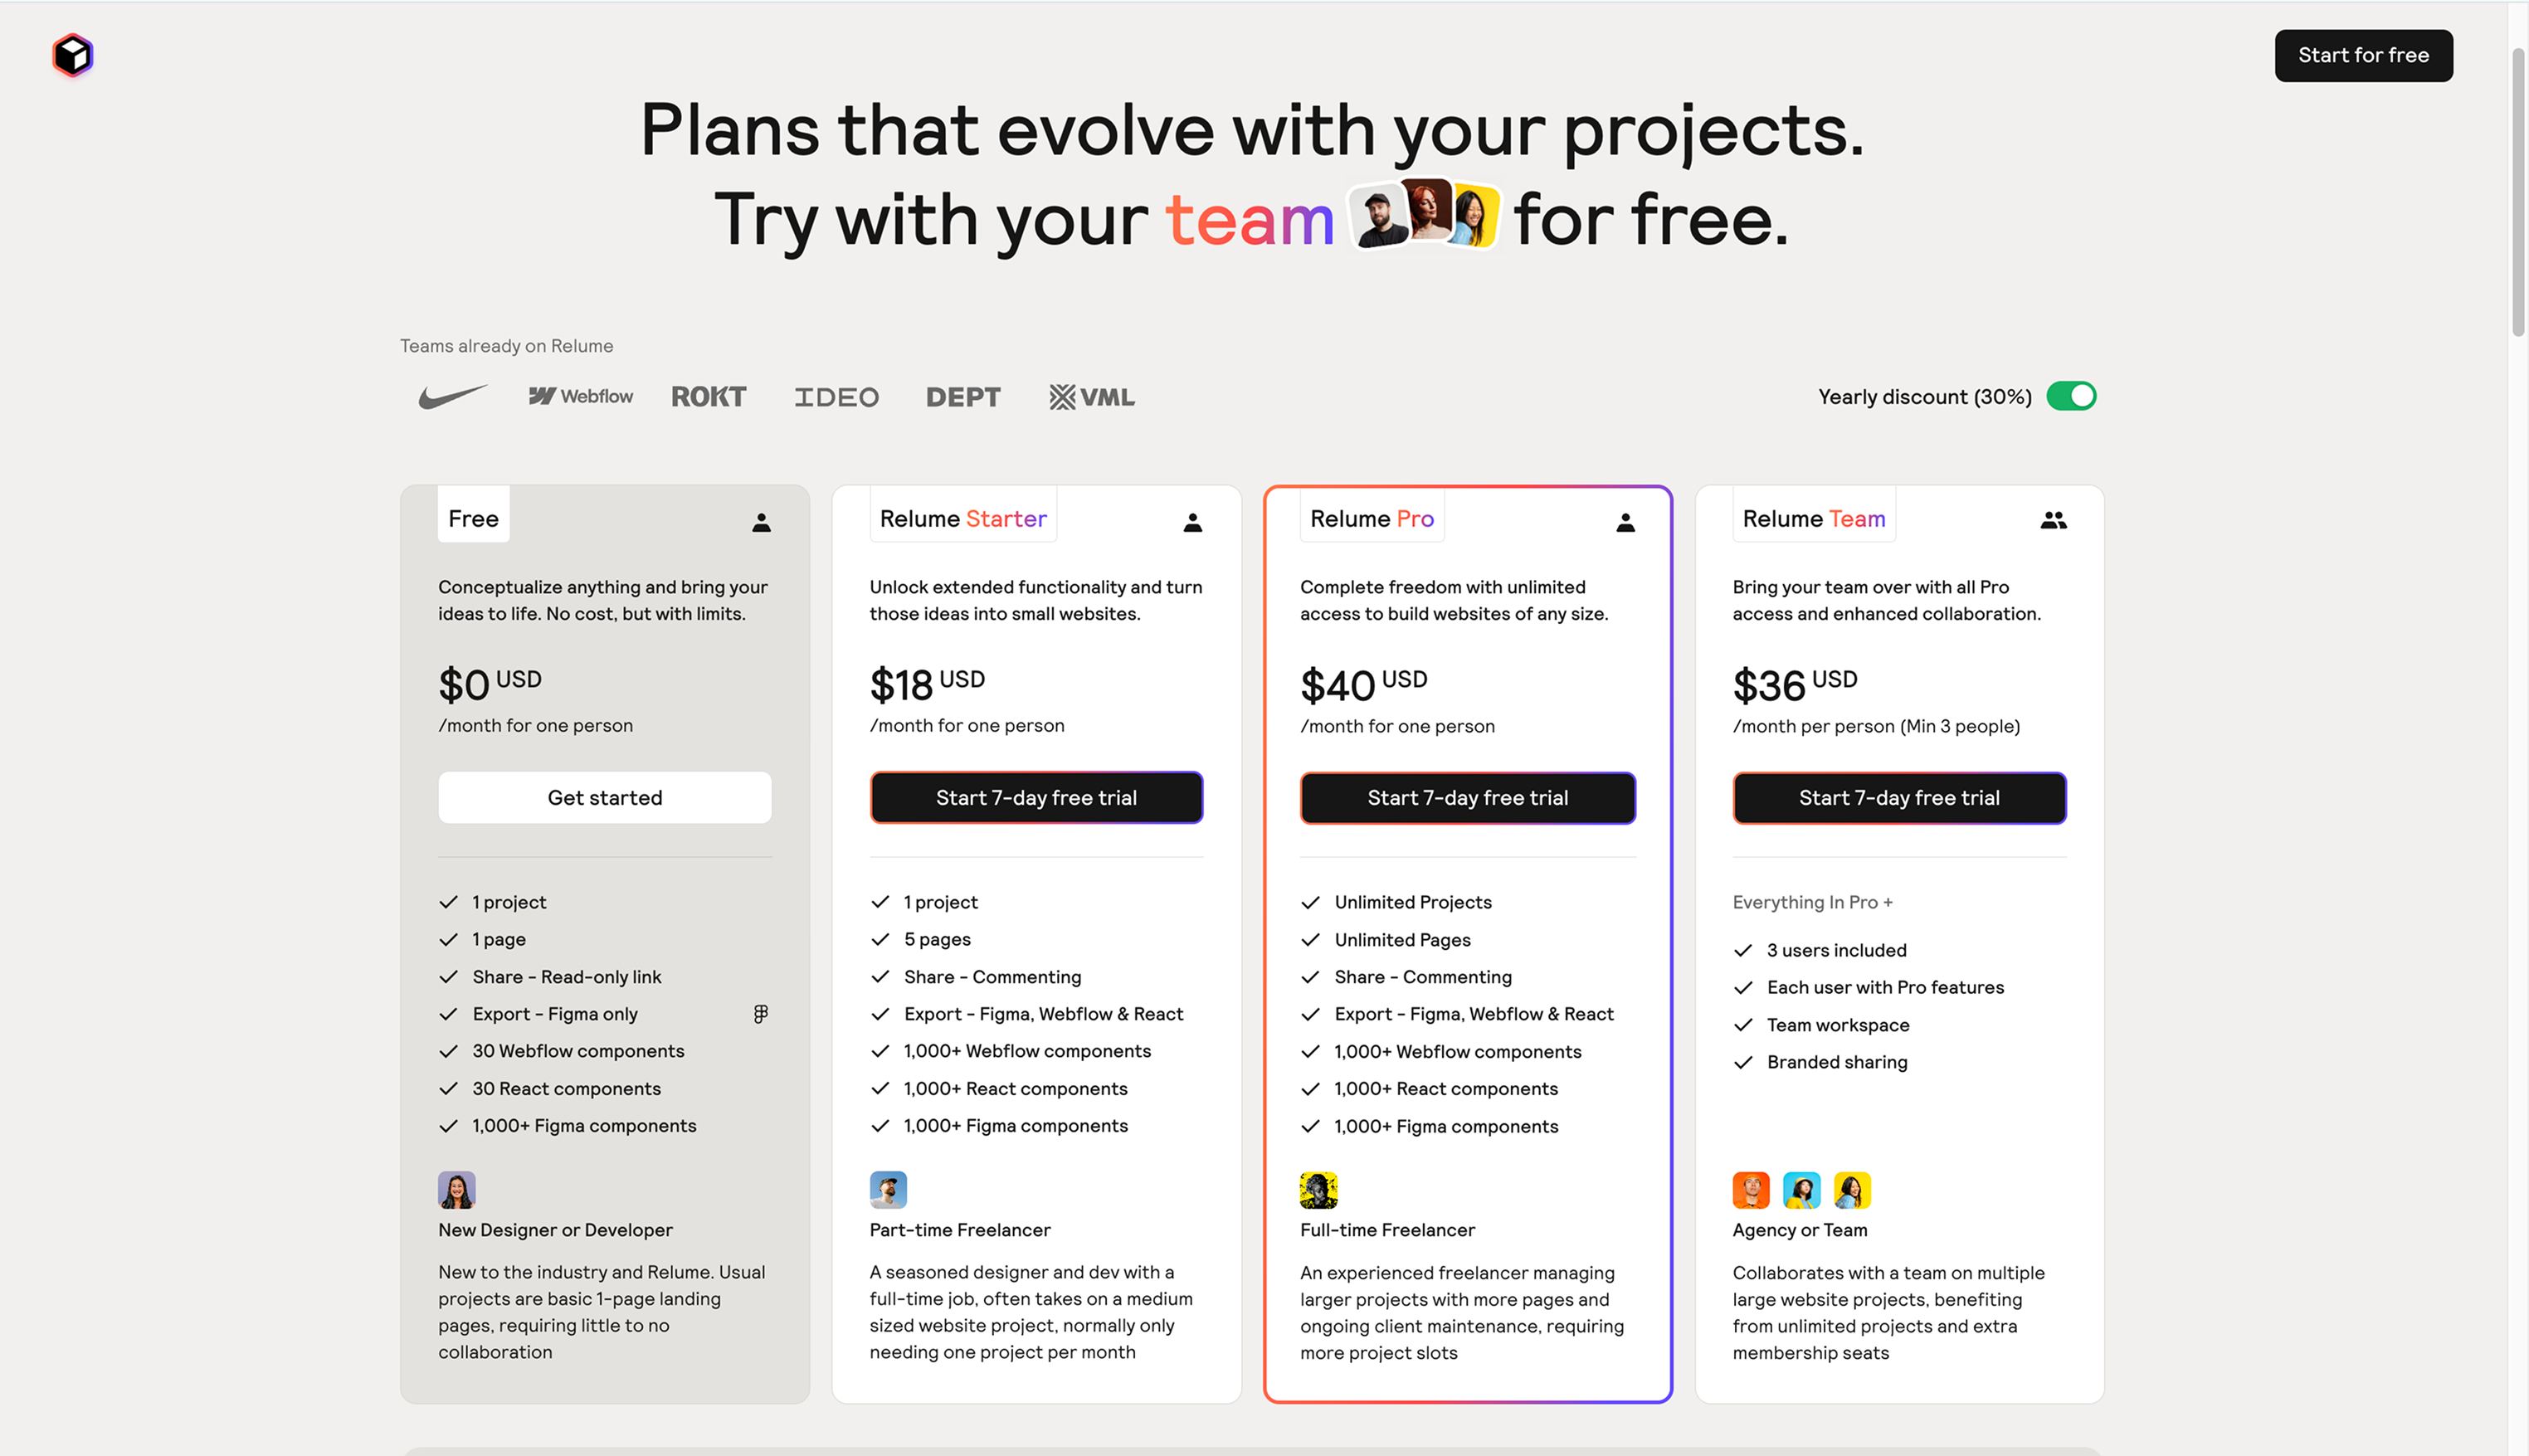 Start for free
Plans that evolve with your projects.
Try with your team for free.
Teams already on Relume
Webflow
ROKT
IDEO
DEPT
VML
Yearly discount (30%)
Free
Conceptualize anything and bring your
ideas to life. No cost, but with limits.
$0 USD
/month for one person
Get started
1 project
1 page
Share - Read-only link
Export - Figma only
30 Webflow components
30 React components
1,000+ Figma components
New Designer or Developer
New to the industry and Relume. Usual
projects are basic 1-page landing
pages, requiring little to no
collaboration
Relume Starter
Unlock extended functionality and turn
those ideas into small websites.
$18 USD
/month for one person
Start 7-day free trial
1 project
5 pages
Share - Commenting
Export - Figma, Webflow & React
1,000+ Webflow components
1,000+ React components
1,000+ Figma components
Part-time Freelancer
A seasoned designer and dev with a
full-time job, often takes on a medium
sized website project, normally only
needing one project per month
Relume Pro
Complete freedom with unlimited
access to build websites of any size.
$40 USD
/month for one person
Start 7-day free trial
Unlimited Projects
Unlimited Pages
Share - Commenting
Export - Figma, Webflow & React
1,000+ Webflow components
1,000+ React components
1,000+ Figma components
Full-time Freelancer
An experienced freelancer managing
larger projects with more pages and
ongoing client maintenance, requiring
more project slots
Relume Team
Bring your team over with all Pro
access and enhanced collaboration.
$36 USD
/month per person (Min 3 people)
Start 7-day free trial
Everything In Pro +
3 users included
Each user with Pro features
Team workspace
Branded sharing
Agency or Team
Collaborates with a team on multiple
large website projects, benefiting
from unlimited projects and extra
membership seats